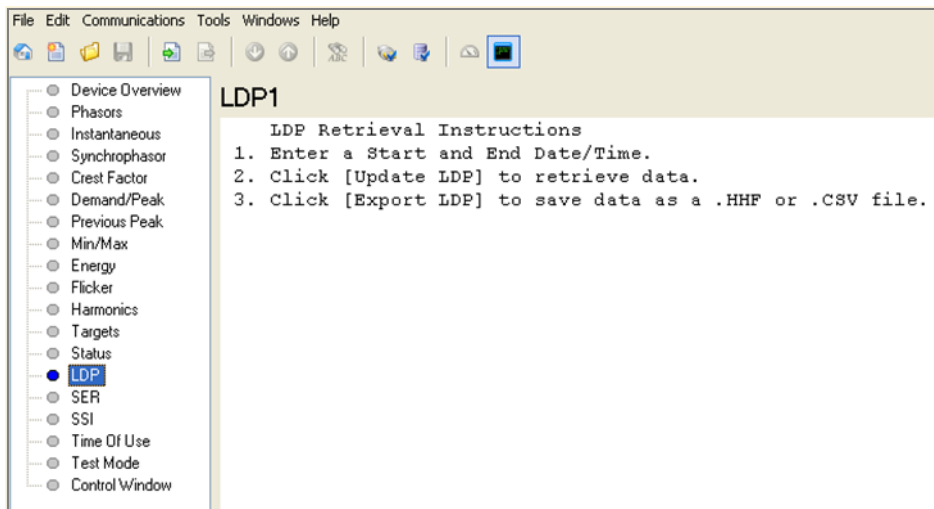 File Edit Communications Tools Windows Help
Device Overview
Phasors
Instantaneous
Synchrophasor
Crest Factor
Demand/Peak
Previous Peak
Min/Max
Energy
Flicker
Harmonics
Targets
Status
LDP
SER
SSI
Time Of Use
Test Mode
Control Window
LDP1
LDP Retrieval Instructions
1. Enter a Start and End Date/Time.
2. Click [Update LDP] to retrieve data.
3. Click [Export LDP] to save data as a .HHF or .CSV file.